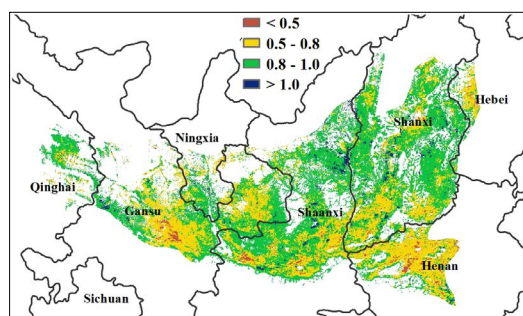 < 0.5
0.5 - 0.8
0.8 - 1.0
> 1.0
Hebei
Shanxi
Ningxia
Qinghai
Gansu
Shaanxi
Henan
Sichuan